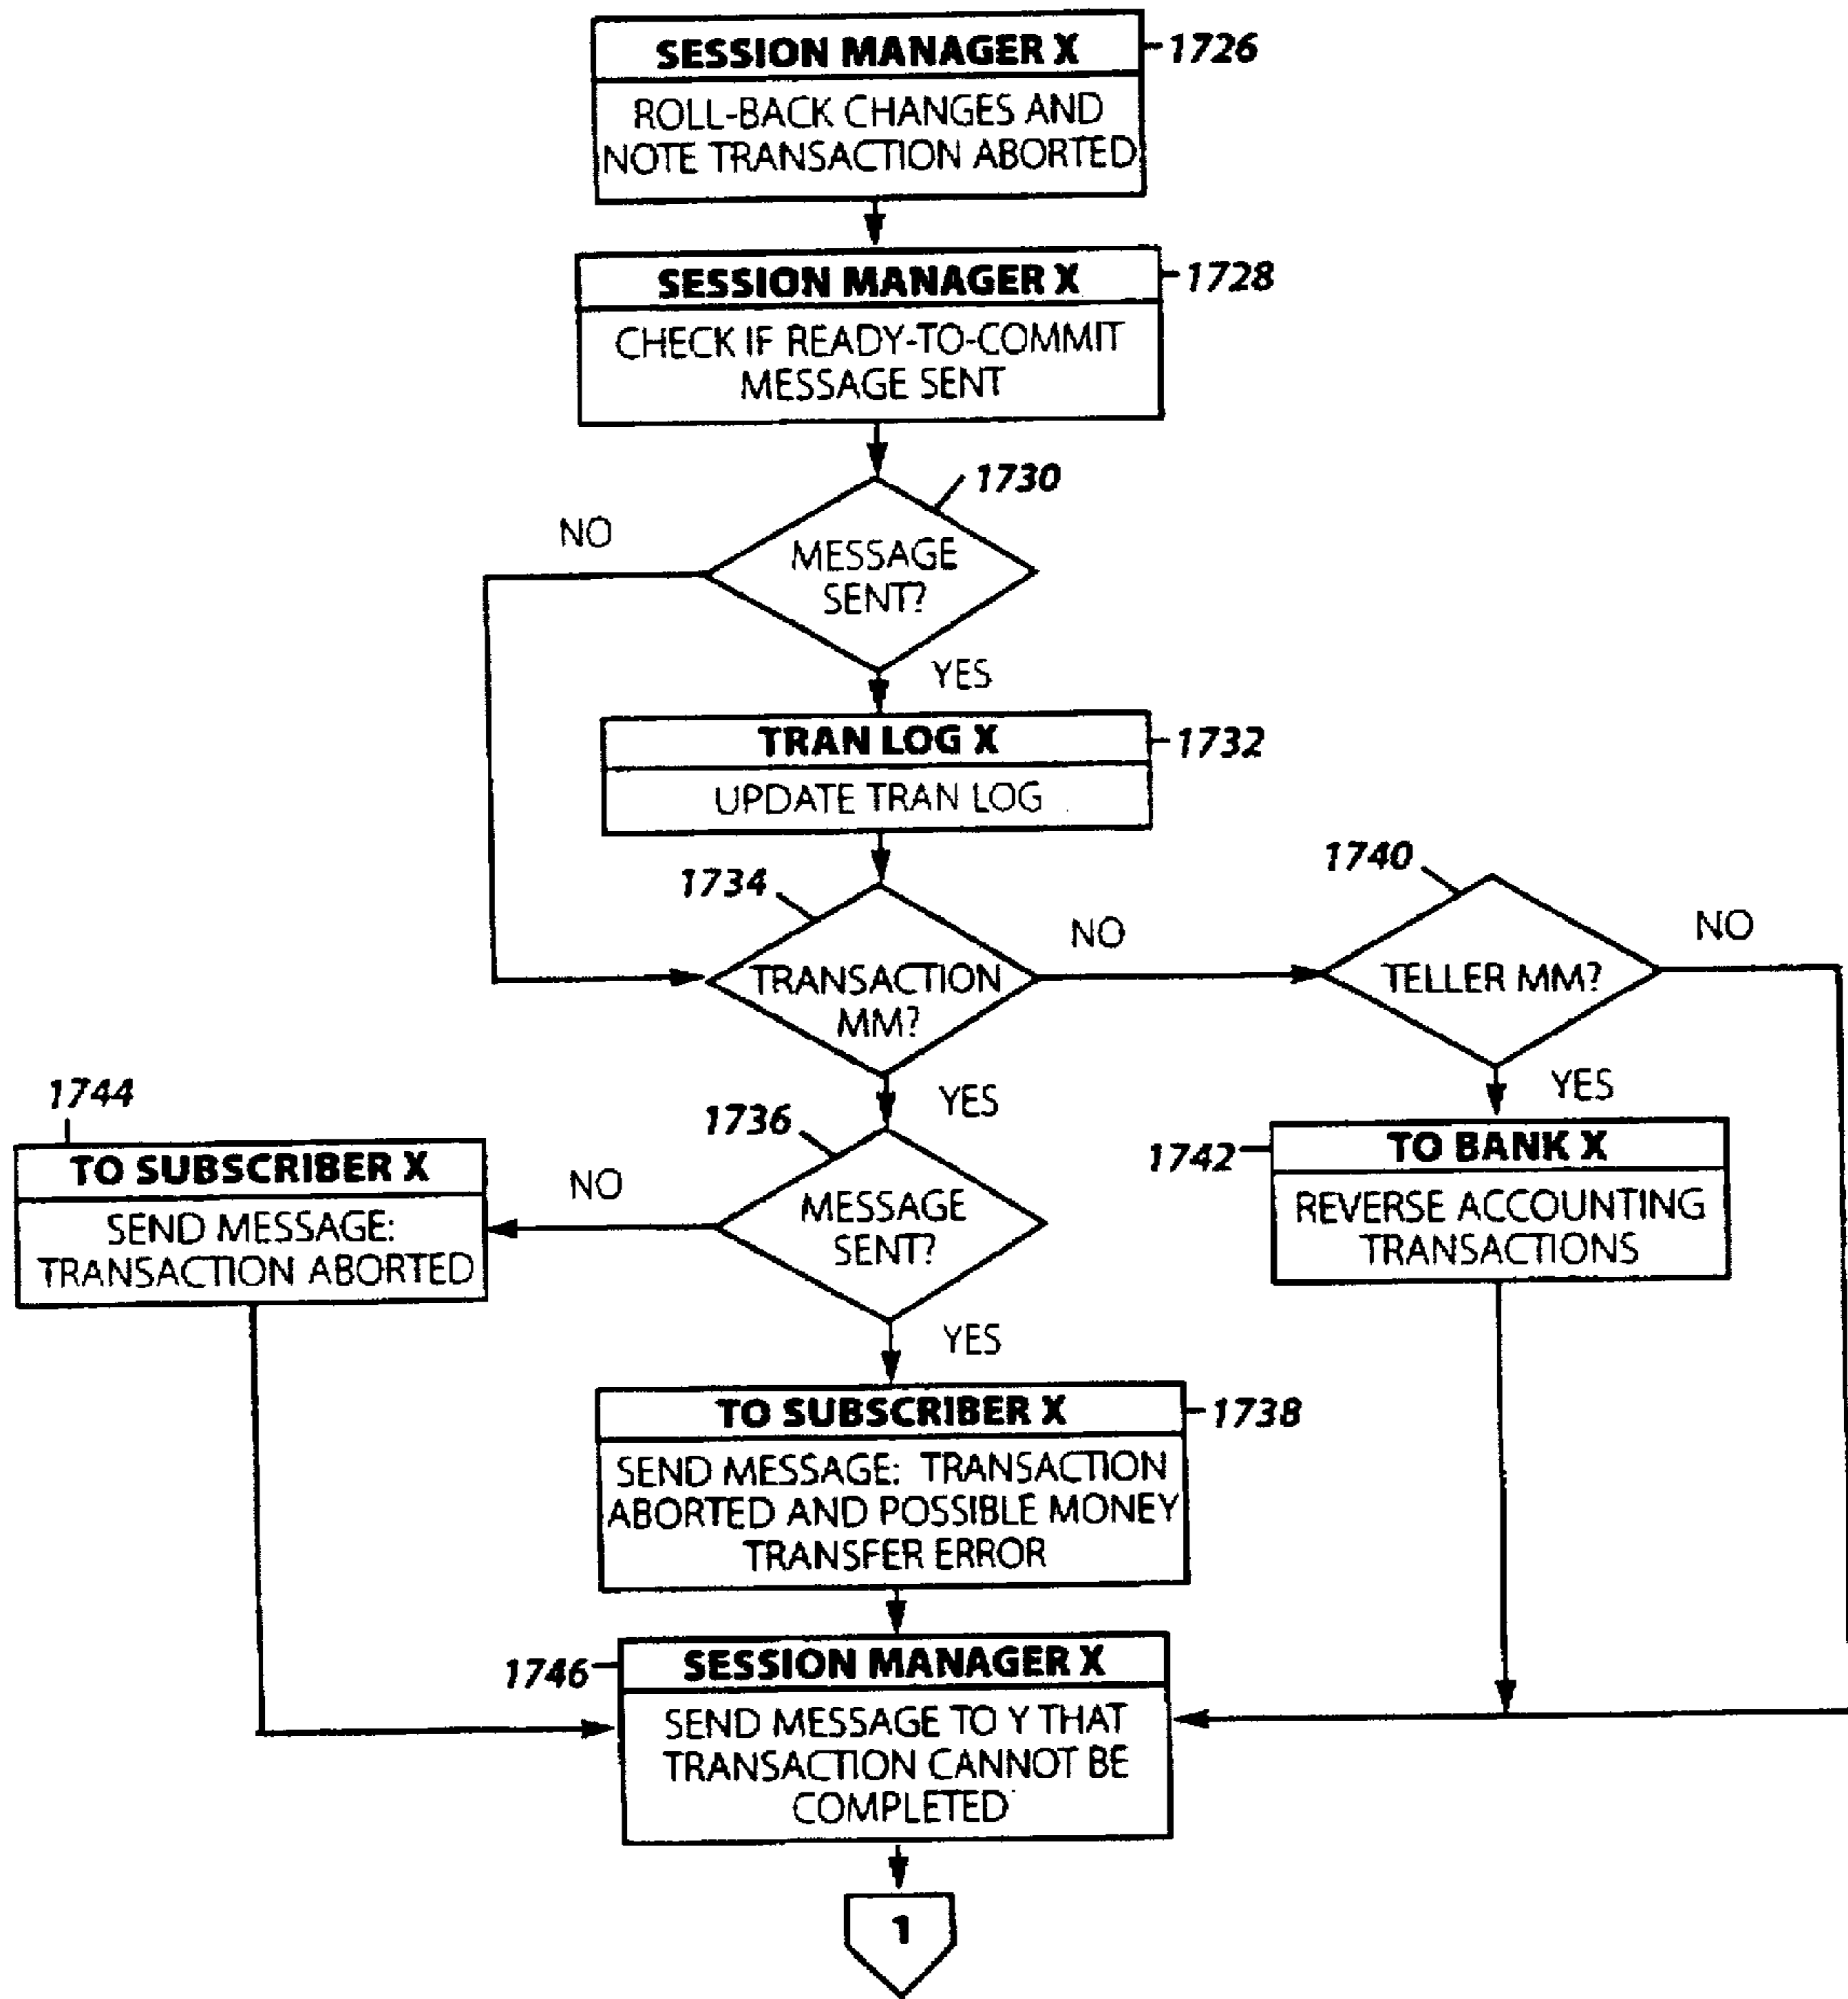 SESSION MANAGER X
1726
ROLL-BACK CHANGES AND
NOTE TRANSACTION ABORTED
SESSION MANAGER X
1728
CHECK IF READY-TO-COMMIT
MESSAGE SENT
1730
NO
MESSAGE
SENT?
YES
TRAN LOG X
1732
UPDATE TRAN LOG
1734
NO
TRANSACTION
MM?
YES
1740
NO
TELLER MM?
YES
1744
TO SUBSCRIBER X
SEND MESSAGE:
TRANSACTION ABORTED
1736
NO
MESSAGE
SENT?
YES
1742
TO BANK X
REVERSE ACCOUNTING
TRANSACTIONS
TO SUBSCRIBER X
1738
SEND MESSAGE: TRANSACTION
ABORTED AND POSSIBLE MONEY
TRANSFER ERROR
1746
SESSION MANAGER X
SEND MESSAGE TO Y THAT
TRANSACTION CANNOT BE
COMPLETED
1